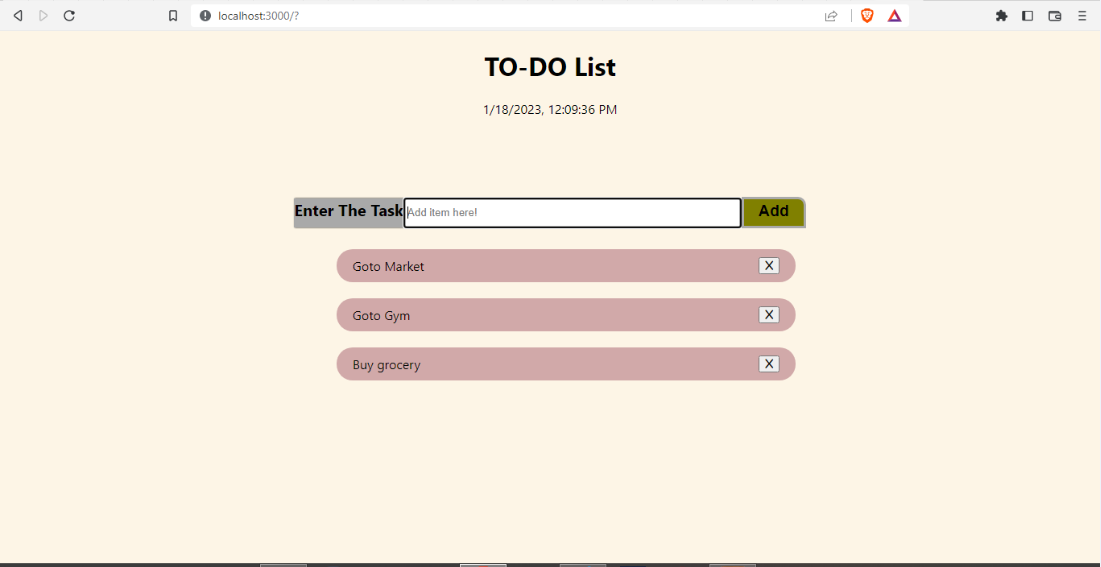 localhost:3000/?
TO-DO List
1/18/2023, 12:09:36 PM
Enter The Task Add item here! Add
Goto Market X
Goto Gym X
Buy grocery X